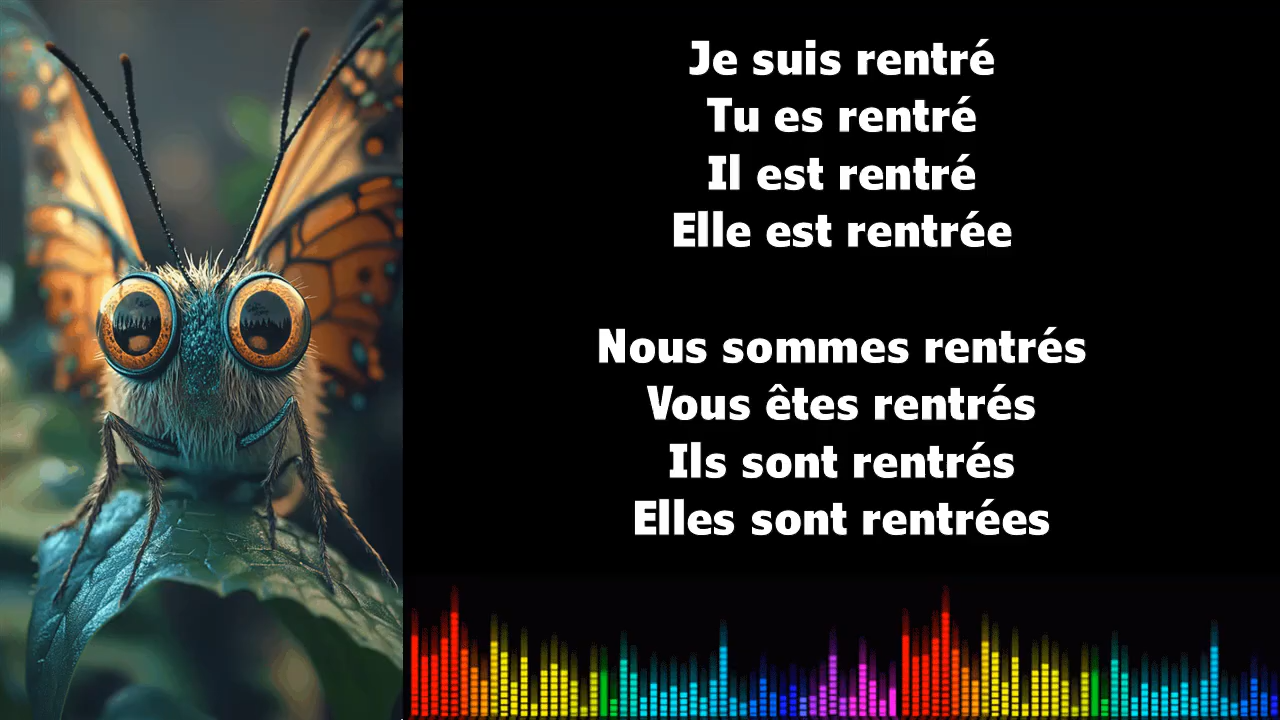 Je suis rentré
Tu es rentré
Il est rentré
Elle est rentrée
Nous sommes rentrés
Vous êtes rentrés
Ils sont rentrés
Elles sont rentrées